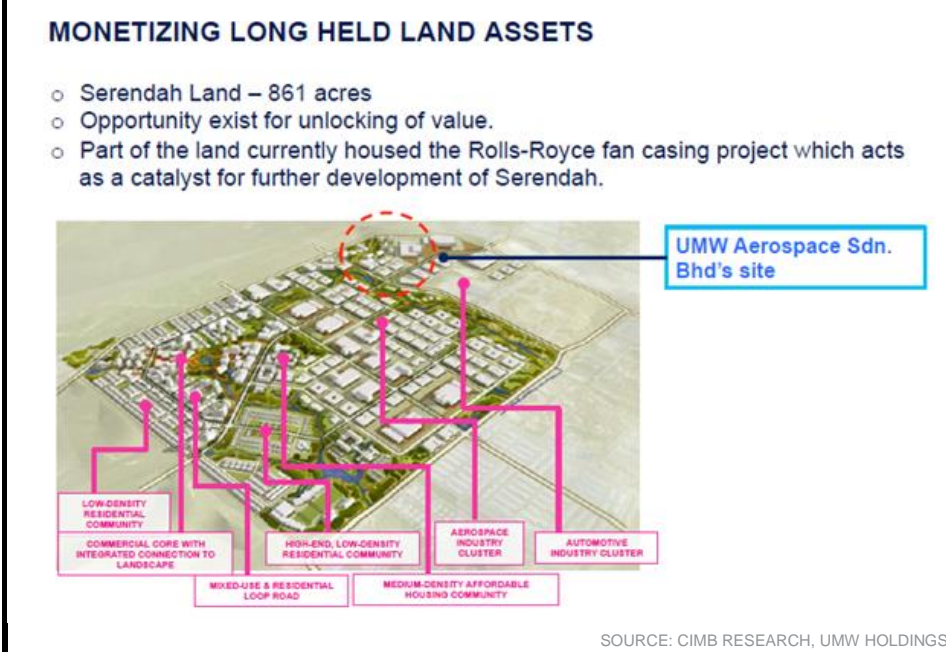 MONETIZING LONG HELD LAND ASSETS
○ Serendah Land – 861 acres
○ Opportunity exist for unlocking of value.
○ Part of the land currently housed the Rolls-Royce fan casing project which acts
as a catalyst for further development of Serendah.
UMW Aerospace Sdn.
Bhd's site
LOW-DENSITY
RESIDENTIAL
COMMUNITY
COMMERCIAL CORE WITH
INTEGRATED CONNECTION TO
LANDSCAPE
MIXED-USE & RESIDENTIAL
LOOP ROAD
HIGH-END, LOW-DENSITY
RESIDENTIAL COMMUNITY
MEDIUM-DENSITY AFFORDABLE
HOUSING COMMUNITY
AEROSPACE
INDUSTRY
CLUSTER
AUTOMOTIVE
INDUSTRY CLUSTER
SOURCE: CIMB RESEARCH, UMW HOLDINGS